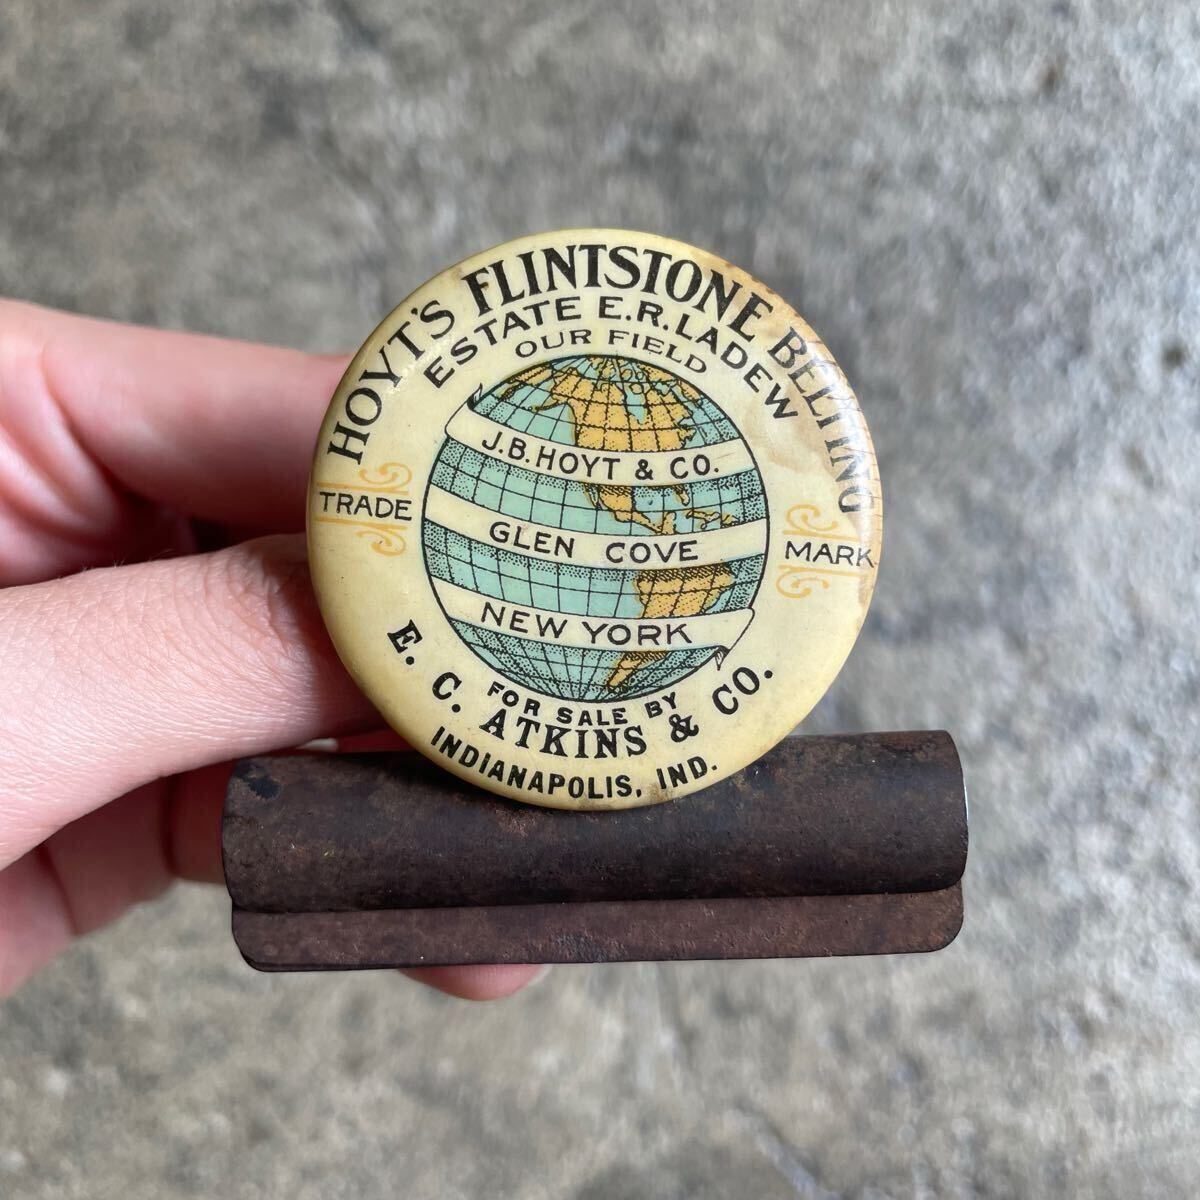 HOYT'S FLINTSTONE BELTING
ESTATE E.R. LADEW
OUR FIELD
J.B. HOYT & CO.
TRADE MARK
GLEN COVE
NEW YORK
FOR SALE BY
E. C. ATKINS & CO.
INDIANAPOLIS, IND.